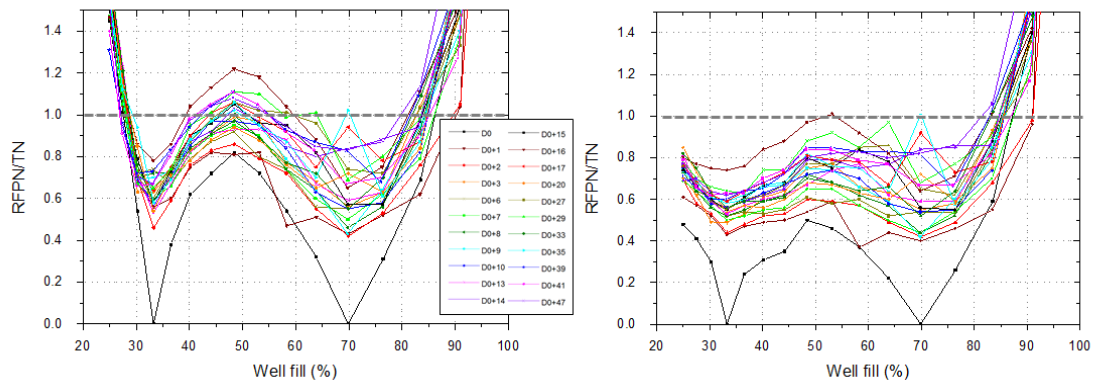 1.4
1.2
1.0
0.8
0.6
0.4
0.2
0.0
RFPN/TN
20 30 40 50 60 70 80 90 100
Well fill (%)
D0 D0+15
D0+1 D0+16
D0+2 D0+17
D0+3 D0+20
D0+6 D0+27
D0+7 D0+29
D0+8 D0+33
D0+9 D0+35
D0+10 D0+39
D0+13 D0+41
D0+14 D0+47
1.4
1.2
1.0
0.8
0.6
0.4
0.2
0.0
RFPN/TN
20 30 40 50 60 70 80 90 100
Well fill (%)